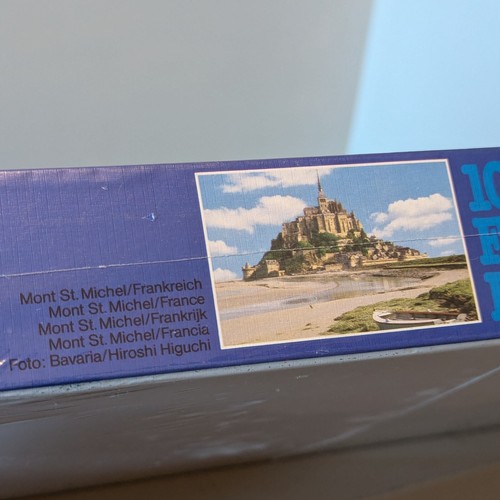 Mont St. Michel/Frankreich
Mont St. Michel/France
Mont St. Michel/Frankrijk
Mont St. Michel/Francia
Foto: Bavaria/Hiroshi Higuchi